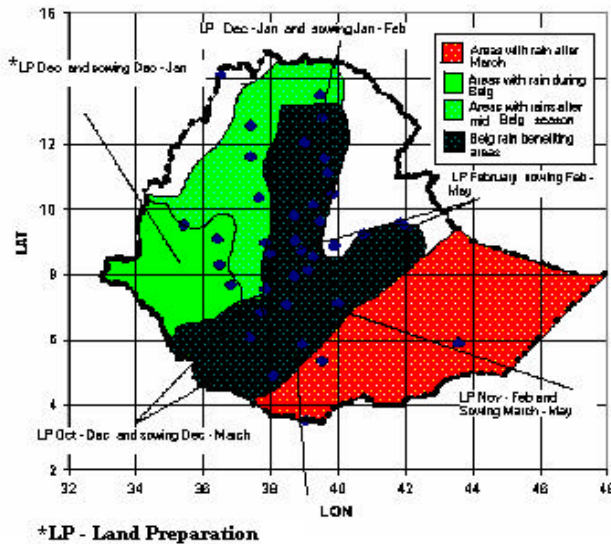 LP Dec - Jan and sowing Jan - Feb
*LP Dec and sowing Dec - Jan
Areas with rain after
March
Areas with rain during
Belg
Areas with rains after
mid Belg season
Belg rain benefiting
areas
LP February sowing Feb -
May
LP Nov - Feb and
Sowing March - May
LP Oct - Dec and sowing Dec - March
16
14
12
10
8
6
4
2
LAT
32
34
36
38
40
42
44
46
48
LON
*LP - Land Preparation